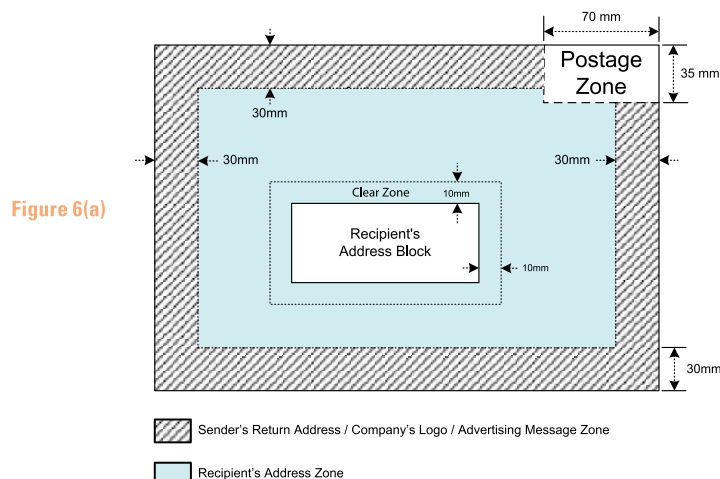 70 mm
Postage
Zone
35 mm
30mm
30mm
30mm
Clear Zone
10mm
Figure 6(a)
Recipient's
Address Block
10mm
30mm
Sender's Return Address / Company's Logo / Advertising Message Zone
Recipient's Address Zone